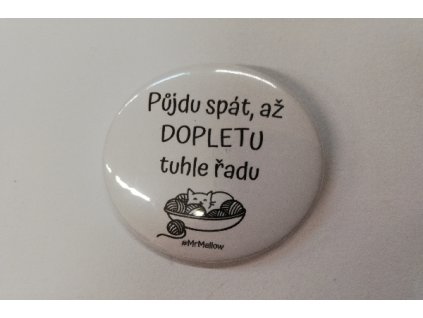 Půjdu spát, až
DOPLETU
tuhle řadu
#MrMallow